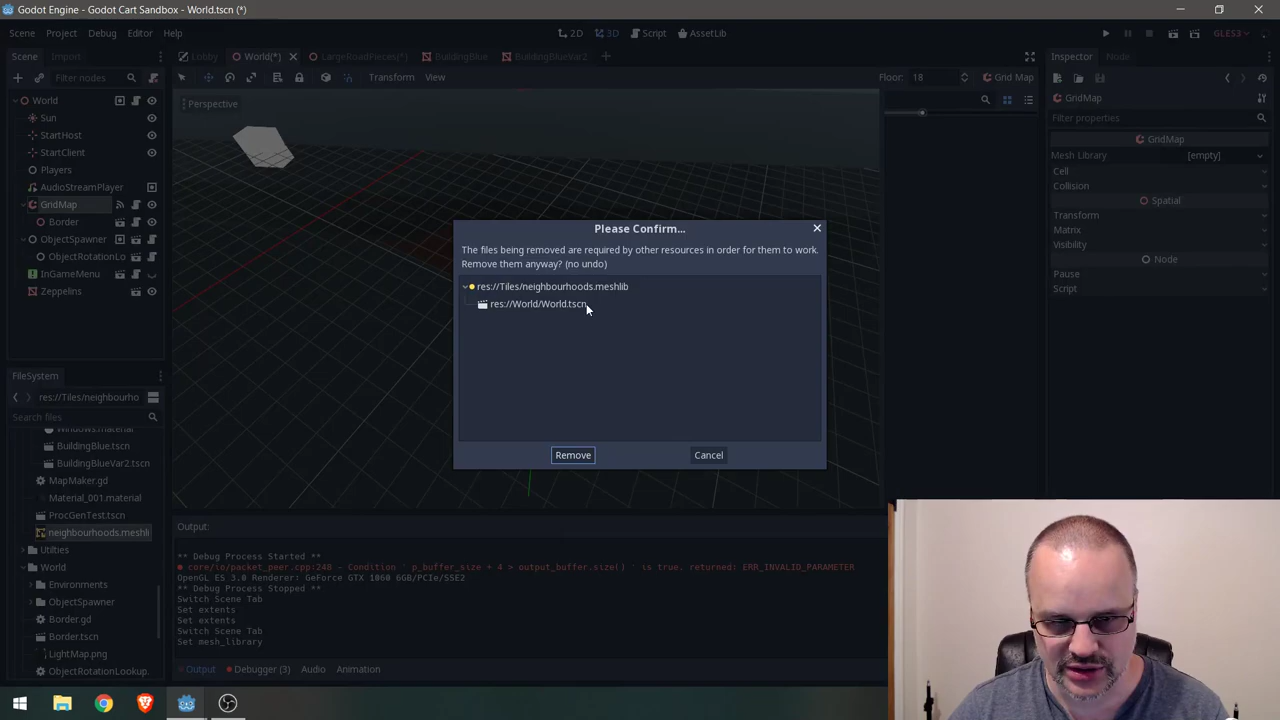 Godot Engine - Godot Cart Sandbox - World.tscn (*)
Scene Project Debug Editor Help
2D 3D Script AssetLib
GLES3
Scene Import
Lobby World(*) LargeRoadPieces(*) BuildingBlue BuildingBlueVar2
Inspector Node
Filter nodes
Transform View
Floor: 18
Grid Map
World
Sun
StartHost
StartClient
Players
AudioStreamPlayer
GridMap
Border
ObjectSpawner
ObjectRotationLo
InGameMenu
Zeppelins
Perspective
GridMap
Filter properties
GridMap
Mesh Library [empty]
Cell
Collision
Spatial
Transform
Matrix
Visibility
Node
Pause
Script
Please Confirm...
The files being removed are required by other resources in order for them to work.
Remove them anyway? (no undo)
res://Tiles/neighbourhoods.meshlib
res://World/World.tscn
Remove Cancel
FileSystem
res://Tiles/neighbourho
Search files
Windows.material
BuildingBlue.tscn
BuildingBlueVar2.tscn
MapMaker.gd
Material_001.material
ProcGenTest.tscn
neighbourhoods.meshli
Utilties
World
Environments
ObjectSpawner
Border.gd
Border.tscn
LightMap.png
ObjectRotationLookup.
Output:
** Debug Process Started **
core/io/packet_peer.cpp:248 - Condition ' p_buffer_size + 4 > output_buffer.size() ' is true. returned: ERR_INVALID_PARAMETER
OpenGL ES 3.0 Renderer: GeForce GTX 1060 6GB/PCIe/SSE2
** Debug Process Stopped **
Switch Scene Tab
Set extents
Set extents
Switch Scene Tab
Set mesh_library
Output Debugger (3) Audio Animation